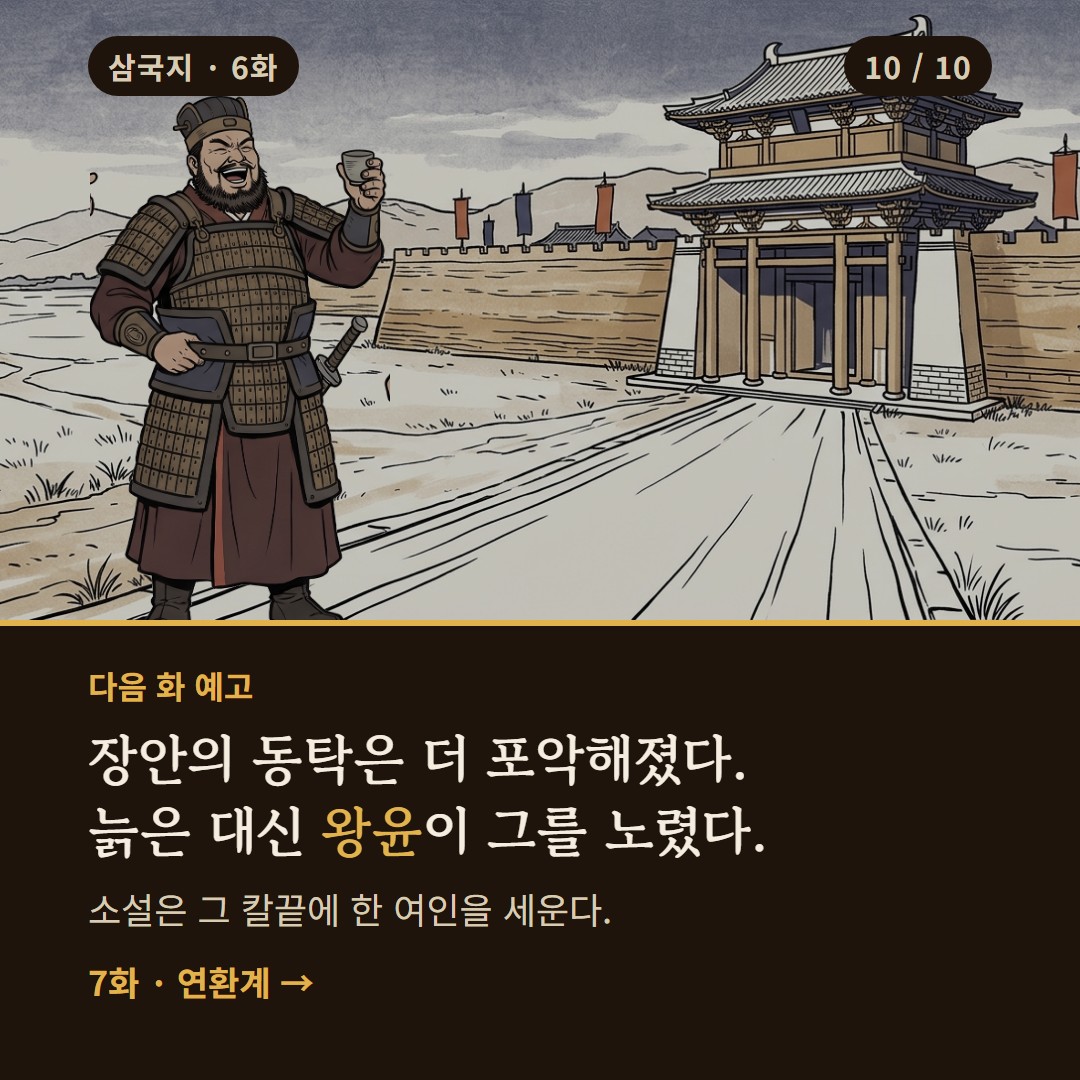 삼국지 · 6화
10 / 10
다음 화 예고
장안의 동탁은 더 포악해졌다.
늙은 대신 왕윤이 그를 노렸다.
소설은 그 칼끝에 한 여인을 세운다.
7화 · 연환계 →